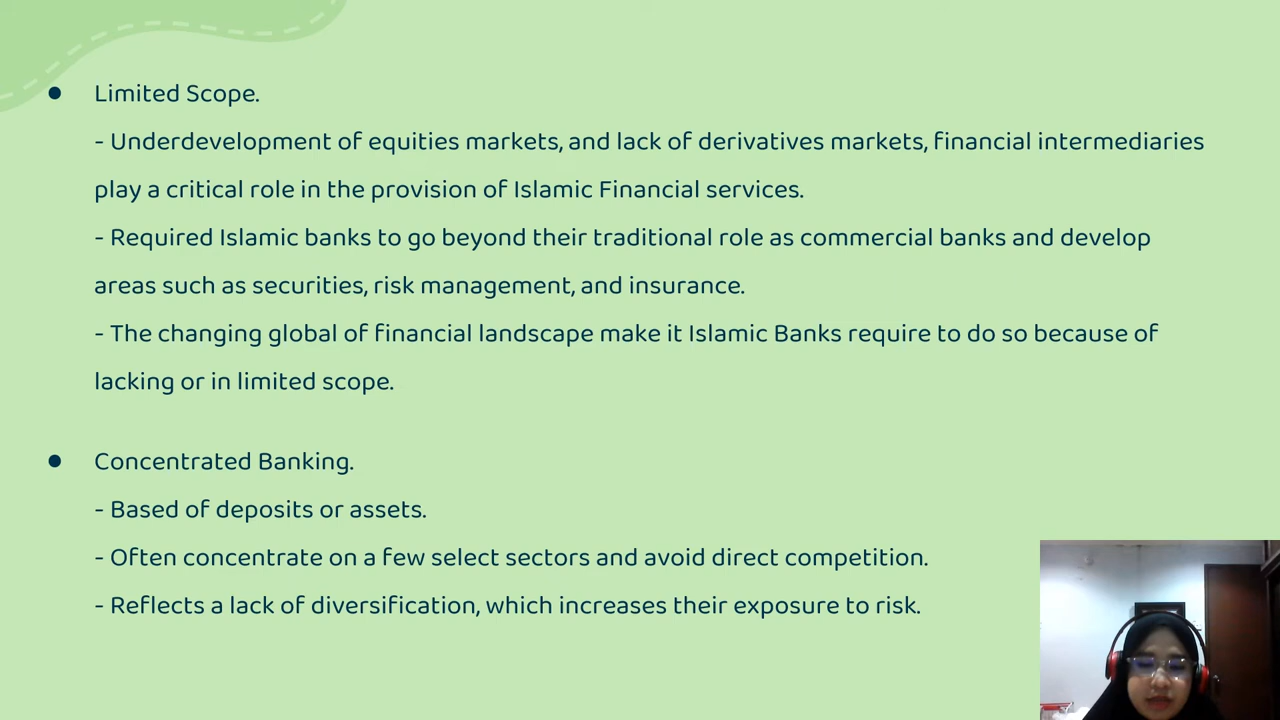 ● Limited Scope.
- Underdevelopment of equities markets, and lack of derivatives markets, financial intermediaries
play a critical role in the provision of Islamic Financial services.
- Required Islamic banks to go beyond their traditional role as commercial banks and develop
areas such as securities, risk management, and insurance.
- The changing global of financial landscape make it Islamic Banks require to do so because of
lacking or in limited scope.
● Concentrated Banking.
- Based of deposits or assets.
- Often concentrate on a few select sectors and avoid direct competition.
- Reflects a lack of diversification, which increases their exposure to risk.